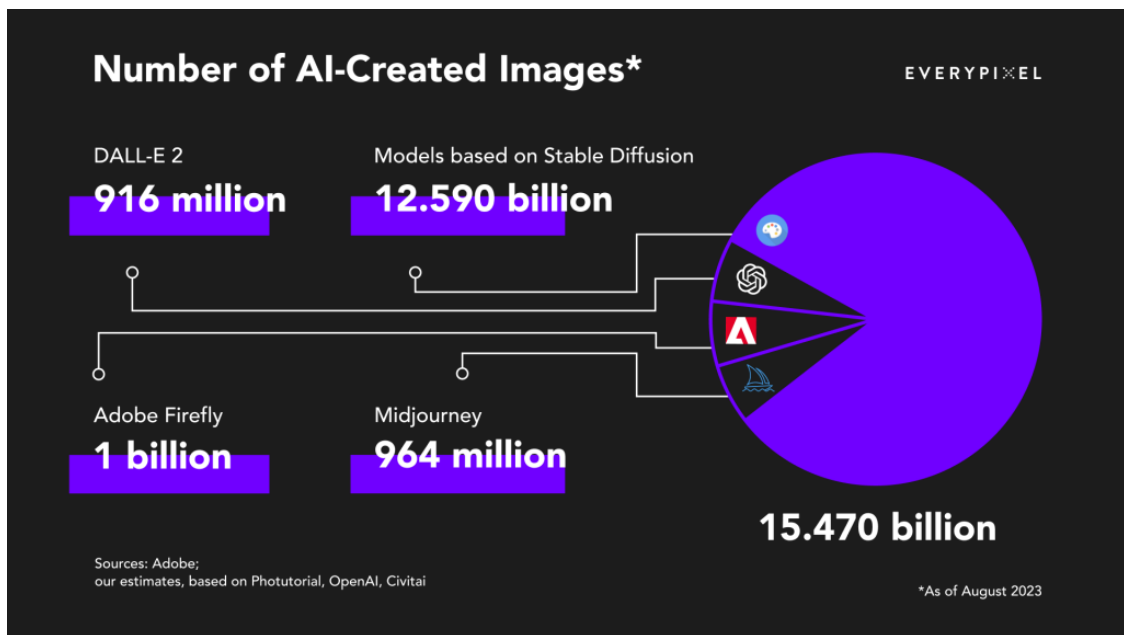 Number of AI-Created Images*
EVERYPIXEL
DALL-E 2
916 million
Models based on Stable Diffusion
12.590 billion
Adobe Firefly
1 billion
Midjourney
964 million
15.470 billion
Sources: Adobe;
our estimates, based on Photutorial, OpenAI, Civitai
*As of August 2023